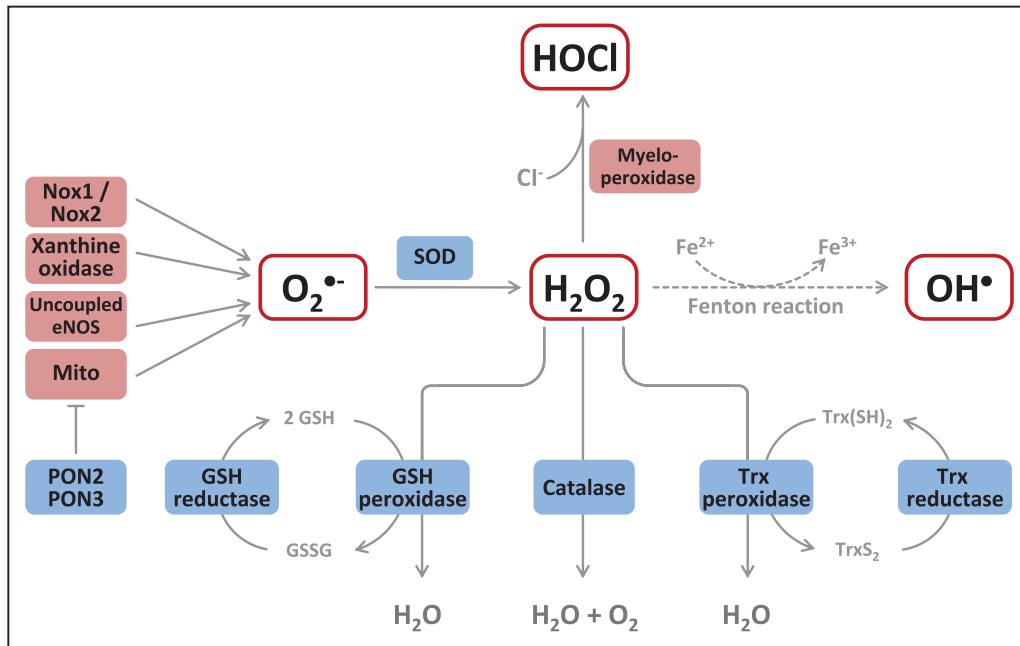 HOCl
Myelo-
peroxidase
Cl⁻
Nox1 /
Nox2
Xanthine
oxidase
Uncoupled
eNOS
Mito
O₂•⁻
SOD
H₂O₂
Fe²⁺
Fe³⁺
Fenton reaction
OH•
PON2
PON3
2 GSH
GSH
reductase
GSH
peroxidase
GSSG
Catalase
Trx(SH)₂
Trx
peroxidase
Trx
reductase
TrxS₂
H₂O
H₂O + O₂
H₂O